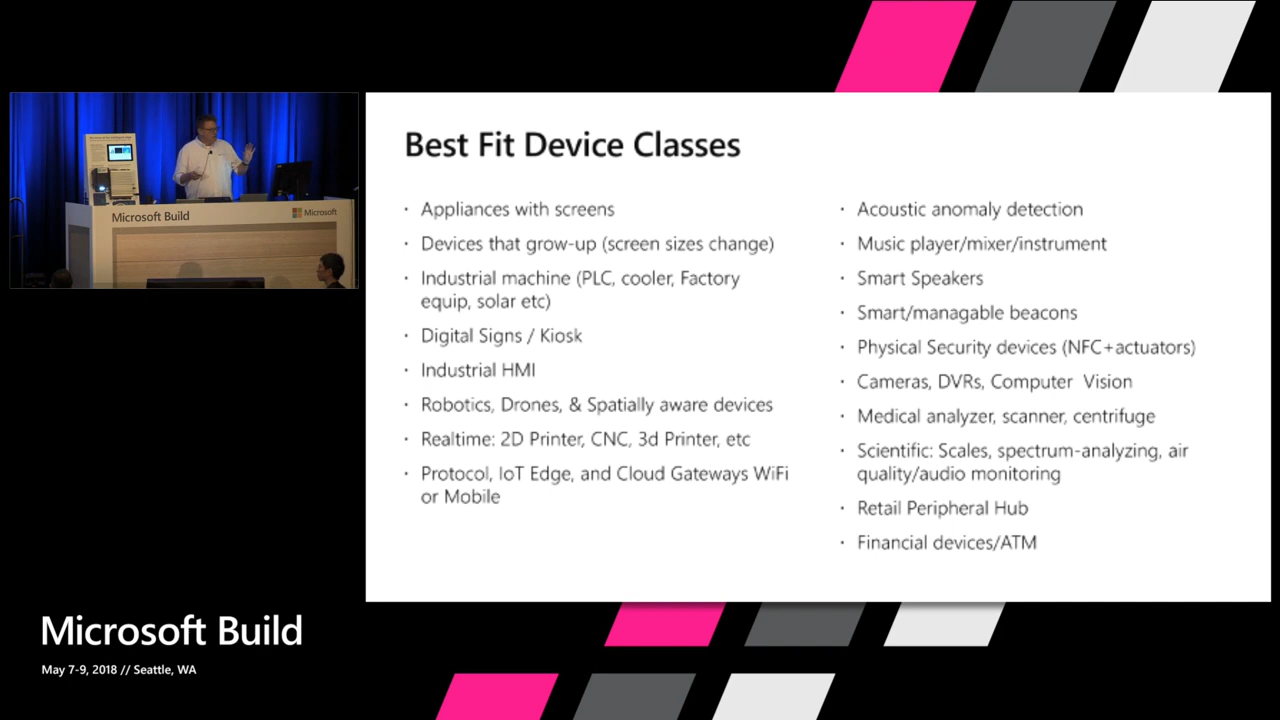 Microsoft Build
Microsoft
Best Fit Device Classes
· Appliances with screens
· Devices that grow-up (screen sizes change)
· Industrial machine (PLC, cooler, Factory
equip, solar etc)
· Digital Signs / Kiosk
· Industrial HMI
· Robotics, Drones, & Spatially aware devices
· Realtime: 2D Printer, CNC, 3d Printer, etc
· Protocol, IoT Edge, and Cloud Gateways WiFi
or Mobile
· Acoustic anomaly detection
· Music player/mixer/instrument
· Smart Speakers
· Smart/managable beacons
· Physical Security devices (NFC+actuators)
· Cameras, DVRs, Computer Vision
· Medical analyzer, scanner, centrifuge
· Scientific: Scales, spectrum-analyzing, air
quality/audio monitoring
· Retail Peripheral Hub
· Financial devices/ATM
Microsoft Build
May 7-9, 2018 // Seattle, WA